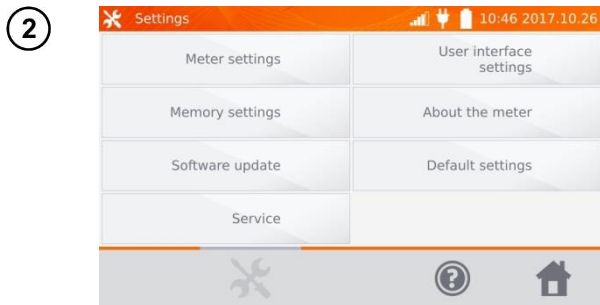 2
Settings
10:46 2017.10.26
Meter settings
User interface
settings
Memory settings
About the meter
Software update
Default settings
Service
?